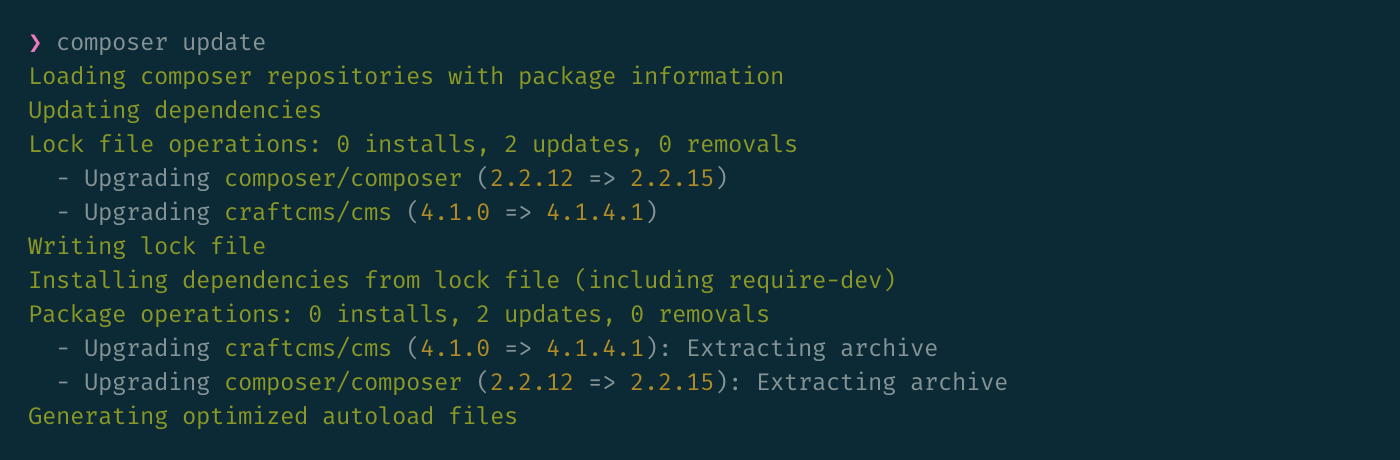 ❯ composer update
Loading composer repositories with package information
Updating dependencies
Lock file operations: 0 installs, 2 updates, 0 removals
  - Upgrading composer/composer (2.2.12 => 2.2.15)
  - Upgrading craftcms/cms (4.1.0 => 4.1.4.1)
Writing lock file
Installing dependencies from lock file (including require-dev)
Package operations: 0 installs, 2 updates, 0 removals
  - Upgrading craftcms/cms (4.1.0 => 4.1.4.1): Extracting archive
  - Upgrading composer/composer (2.2.12 => 2.2.15): Extracting archive
Generating optimized autoload files